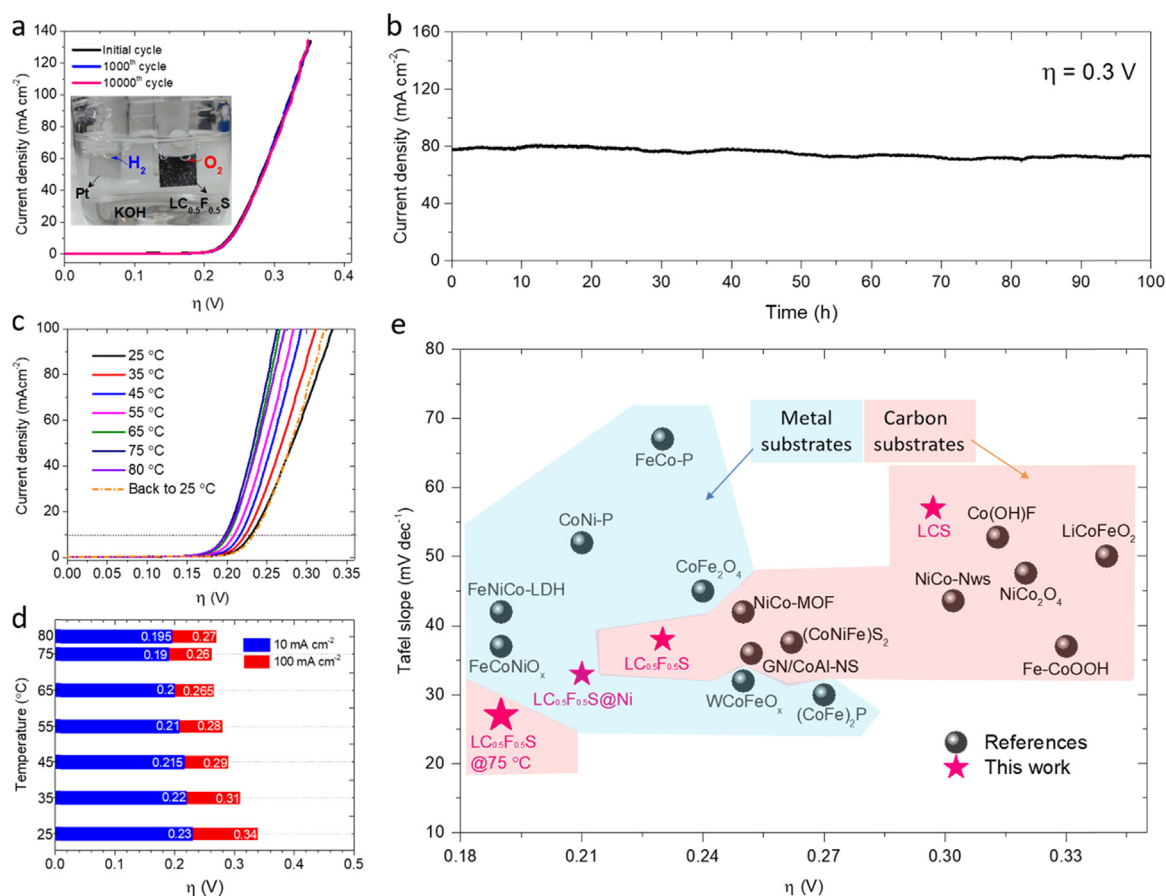 a
140
120
100
80
60
40
20
0
Current density (mA cm⁻²)
Initial cycle
1000ᵗʰ cycle
10000ᵗʰ cycle
H₂
O₂
Pt
KOH
LC₀.₅F₀.₅S
0.0 0.1 0.2 0.3 0.4
η (V)
b
160
120
80
40
0
Current density (mA cm⁻²)
η = 0.3 V
0 10 20 30 40 50 60 70 80 90 100
Time (h)
c
100
80
60
40
20
0
Current density (mAcm⁻²)
25 °C
35 °C
45 °C
55 °C
65 °C
75 °C
80 °C
Back to 25 °C
0.00 0.05 0.10 0.15 0.20 0.25 0.30 0.35
η (V)
d
Temperature (°C)
10 mA cm⁻²
100 mA cm⁻²
80 0.195 0.27
75 0.19 0.26
65 0.2 0.265
55 0.21 0.28
45 0.215 0.29
35 0.22 0.31
25 0.23 0.34
0.0 0.1 0.2 0.3 0.4 0.5
η (V)
e
80
70
60
50
40
30
20
10
Tafel slope (mV dec⁻¹)
Metal
substrates
Carbon
substrates
FeCo-P
CoNi-P
LCS
Co(OH)F
LiCoFeO₂
CoFe₂O₄
FeNiCo-LDH
NiCo-MOF
NiCo-Nws
NiCo₂O₄
(CoNiFe)S₂
FeCoNiOₓ
LC₀.₅F₀.₅S
GN/CoAl-NS
Fe-CoOOH
LC₀.₅F₀.₅S@Ni
WCoFeOₓ
(CoFe)₂P
LC₀.₅F₀.₅S
@75 °C
References
This work
0.18 0.21 0.24 0.27 0.30 0.33
η (V)